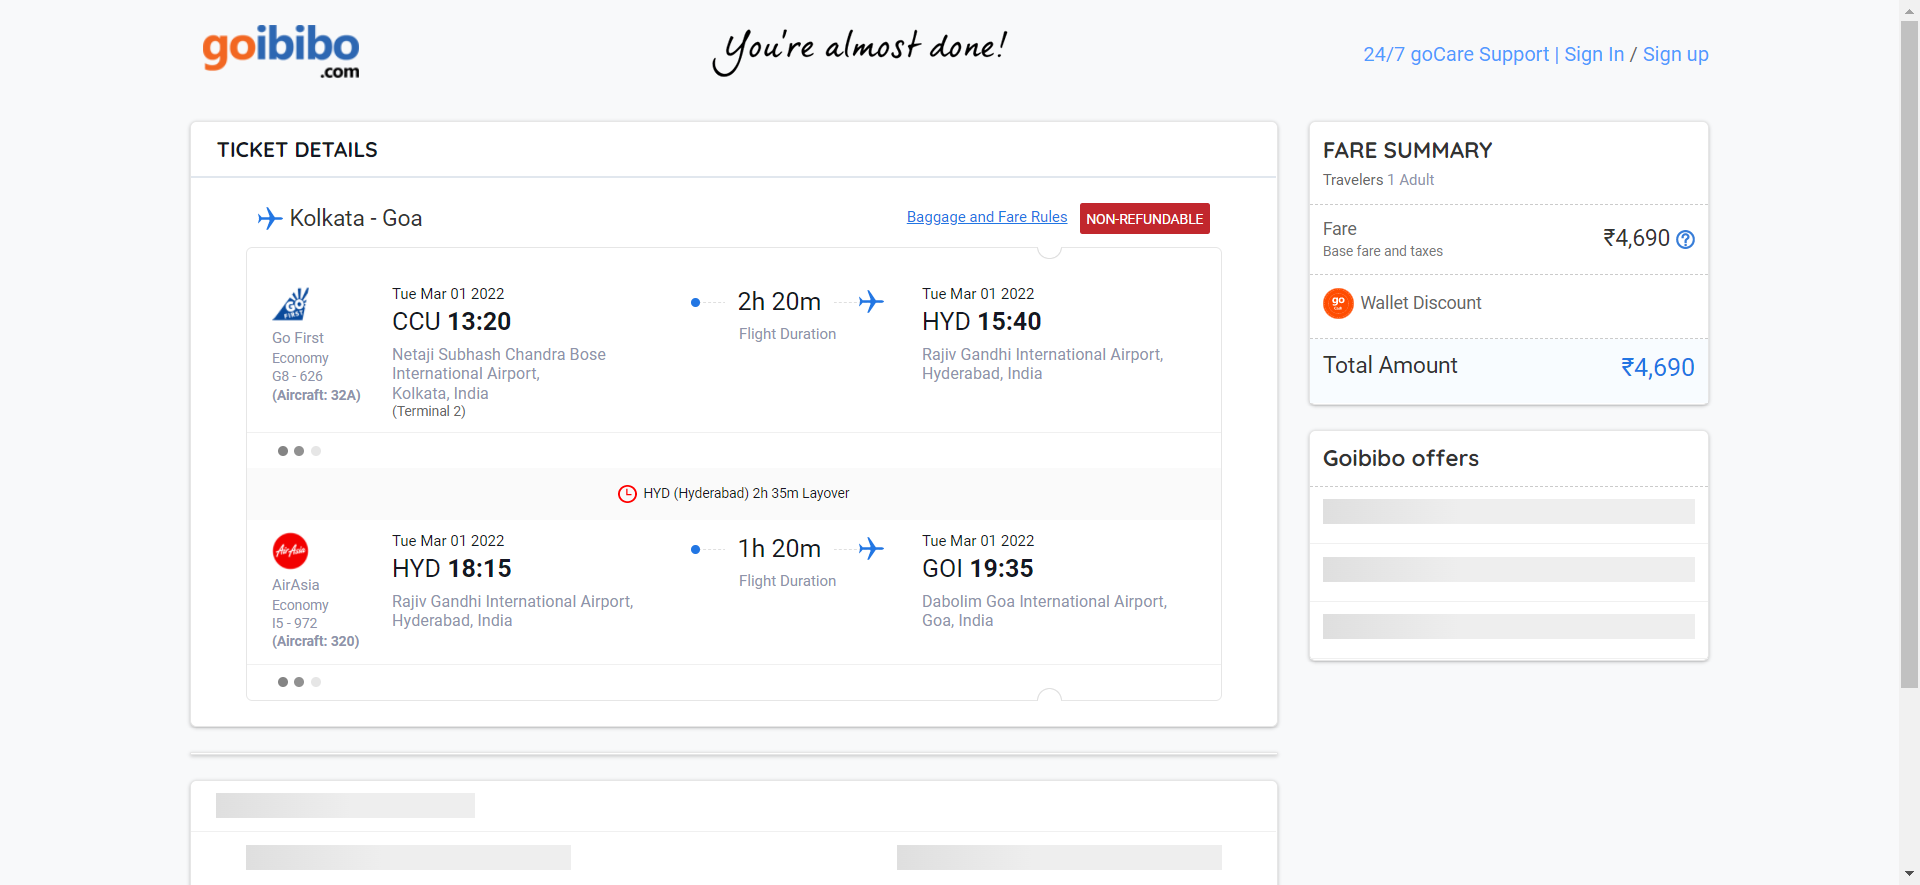 goibibo
.com
You're almost done!
24/7 goCare Support | Sign In / Sign up
TICKET DETAILS
Kolkata - Goa
Baggage and Fare Rules
NON-REFUNDABLE
GO
FIRST
Go First
Economy
G8 - 626
(Aircraft: 32A)
Tue Mar 01 2022
CCU 13:20
Netaji Subhash Chandra Bose
International Airport,
Kolkata, India
(Terminal 2)
2h 20m
Flight Duration
Tue Mar 01 2022
HYD 15:40
Rajiv Gandhi International Airport,
Hyderabad, India
HYD (Hyderabad) 2h 35m Layover
AirAsia
AirAsia
Economy
I5 - 972
(Aircraft: 320)
Tue Mar 01 2022
HYD 18:15
Rajiv Gandhi International Airport,
Hyderabad, India
1h 20m
Flight Duration
Tue Mar 01 2022
GOI 19:35
Dabolim Goa International Airport,
Goa, India
FARE SUMMARY
Travelers 1 Adult
Fare
Base fare and taxes
₹4,690
go
Wallet Discount
Total Amount
₹4,690
Goibibo offers